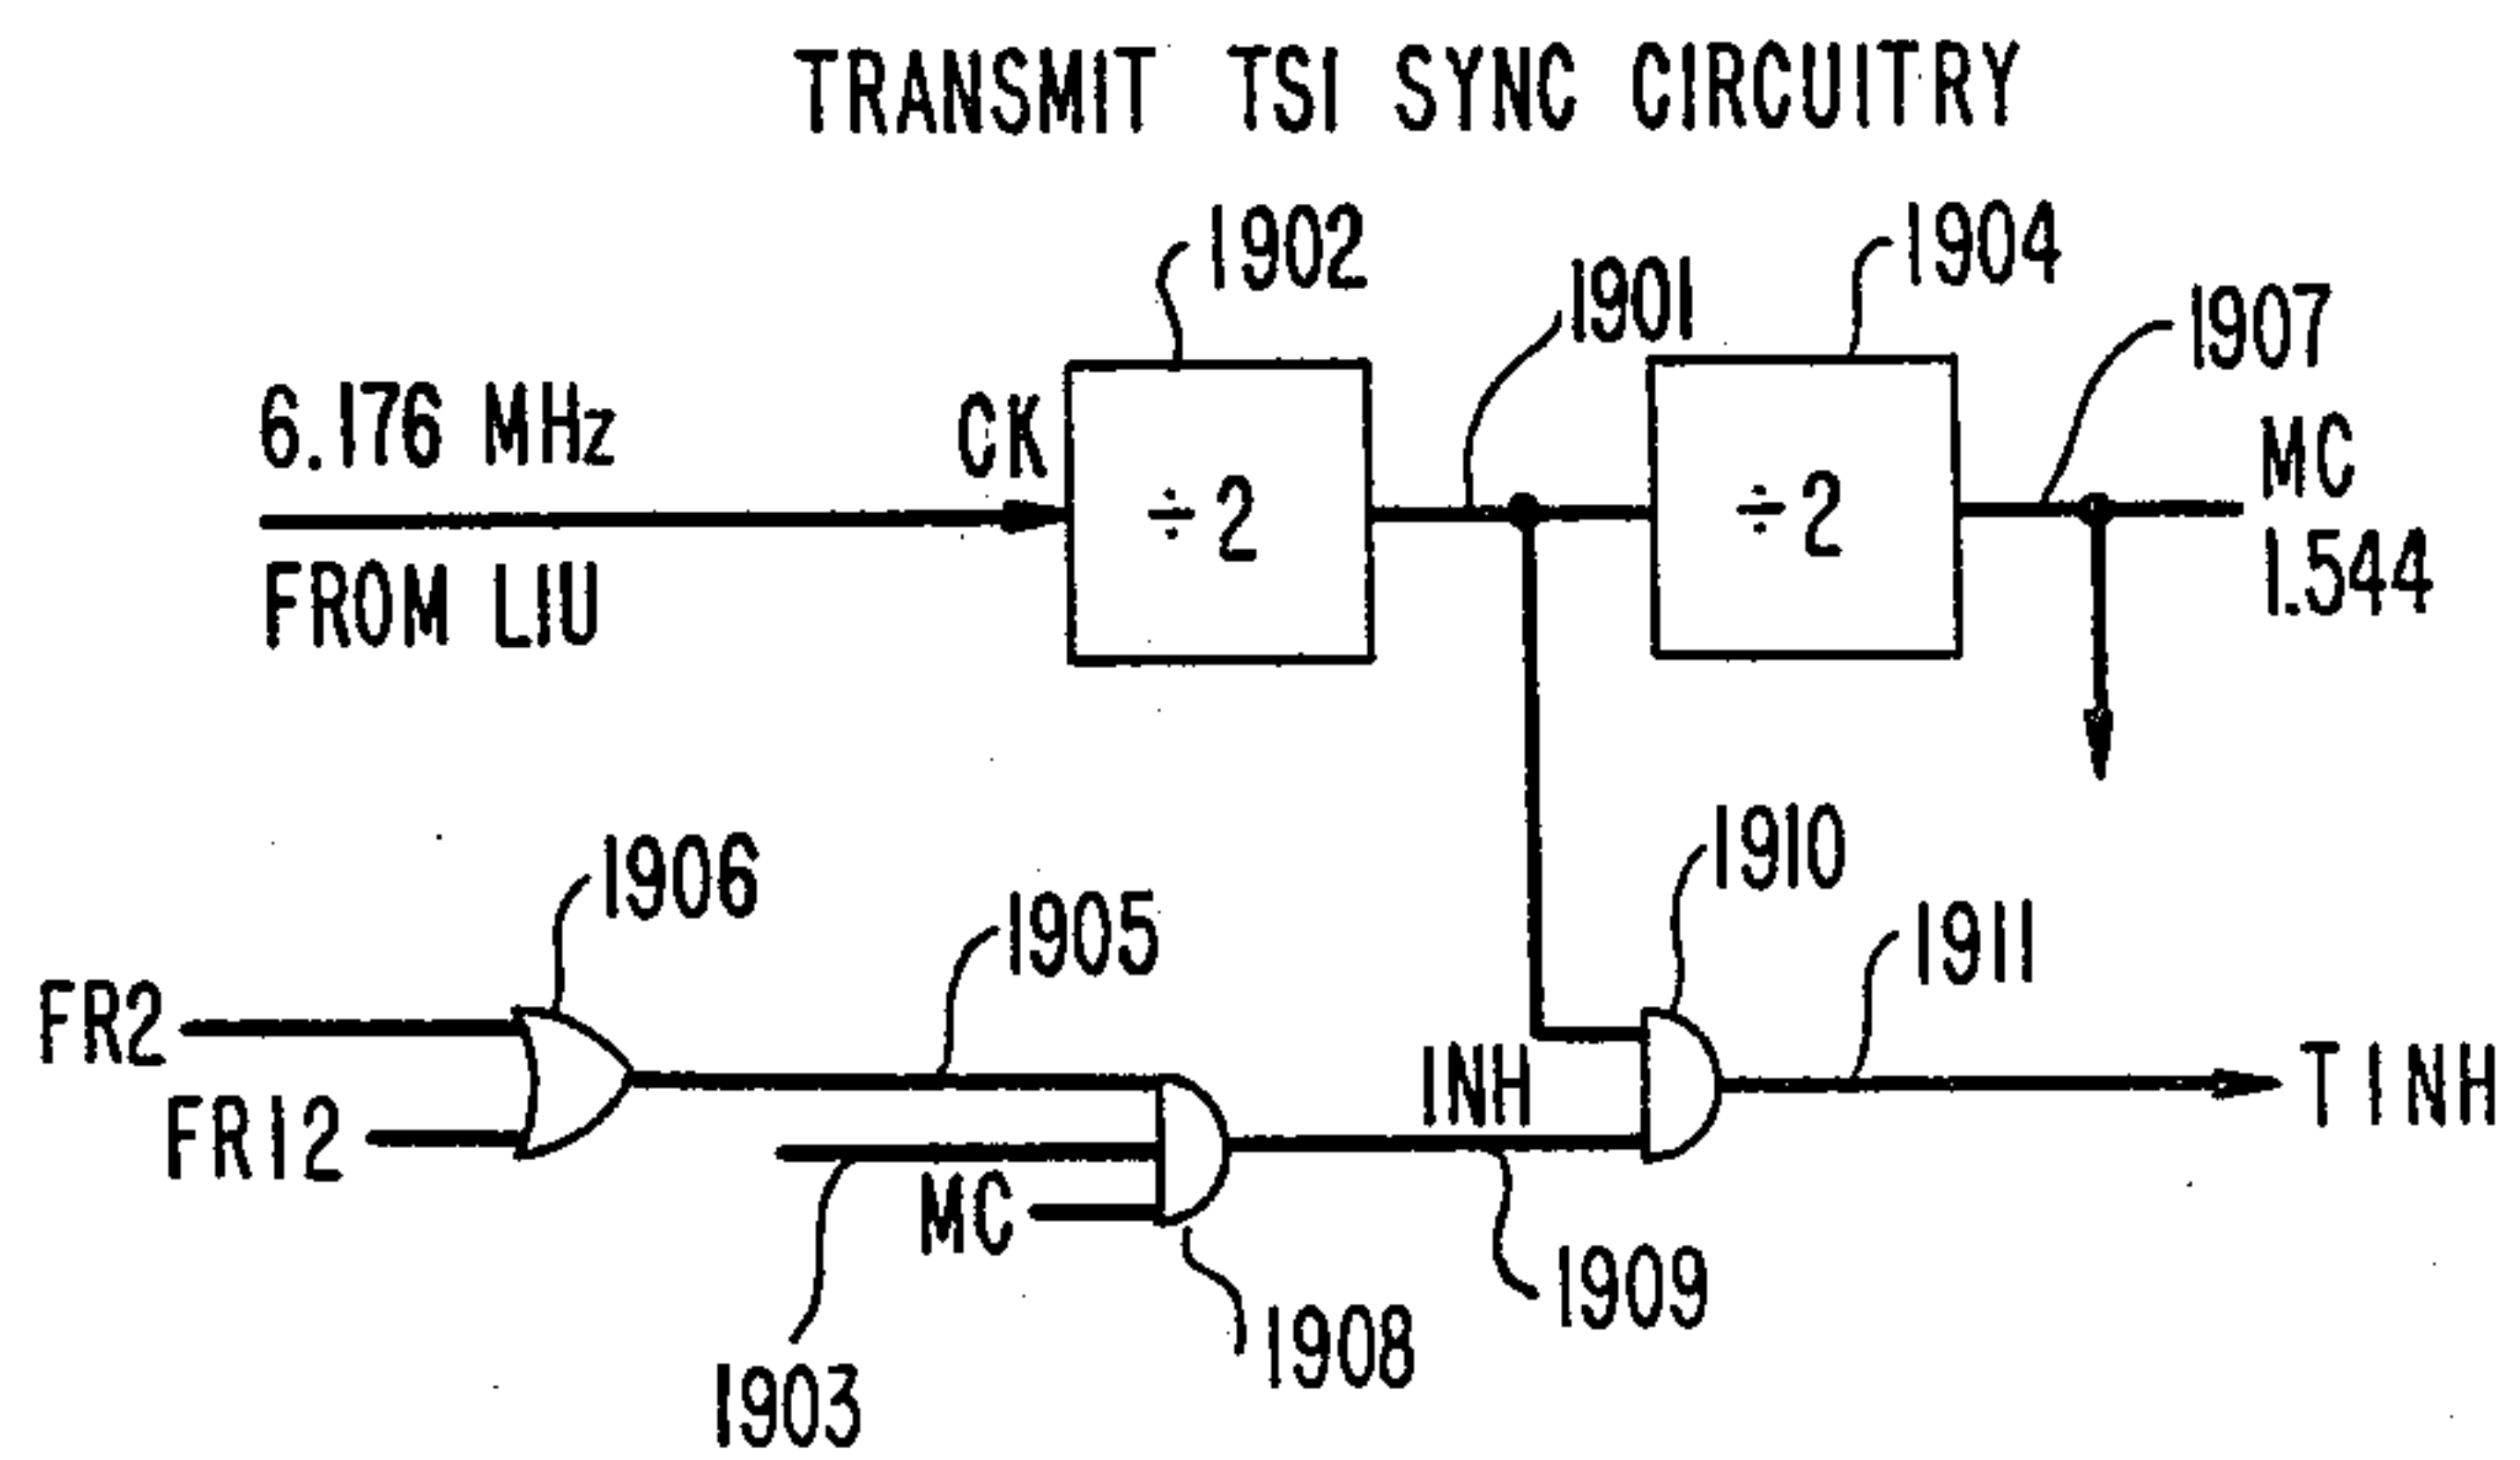 TRANSMIT TSI SYNC CIRCUITRY
1902
1904
1901
1907
6.176 MHz
CK
÷2
÷2
MC
FROM LIU
1.544
1906
1910
1905
1911
FR2
INH
TINH
FR12
MC
1909
1908
1903